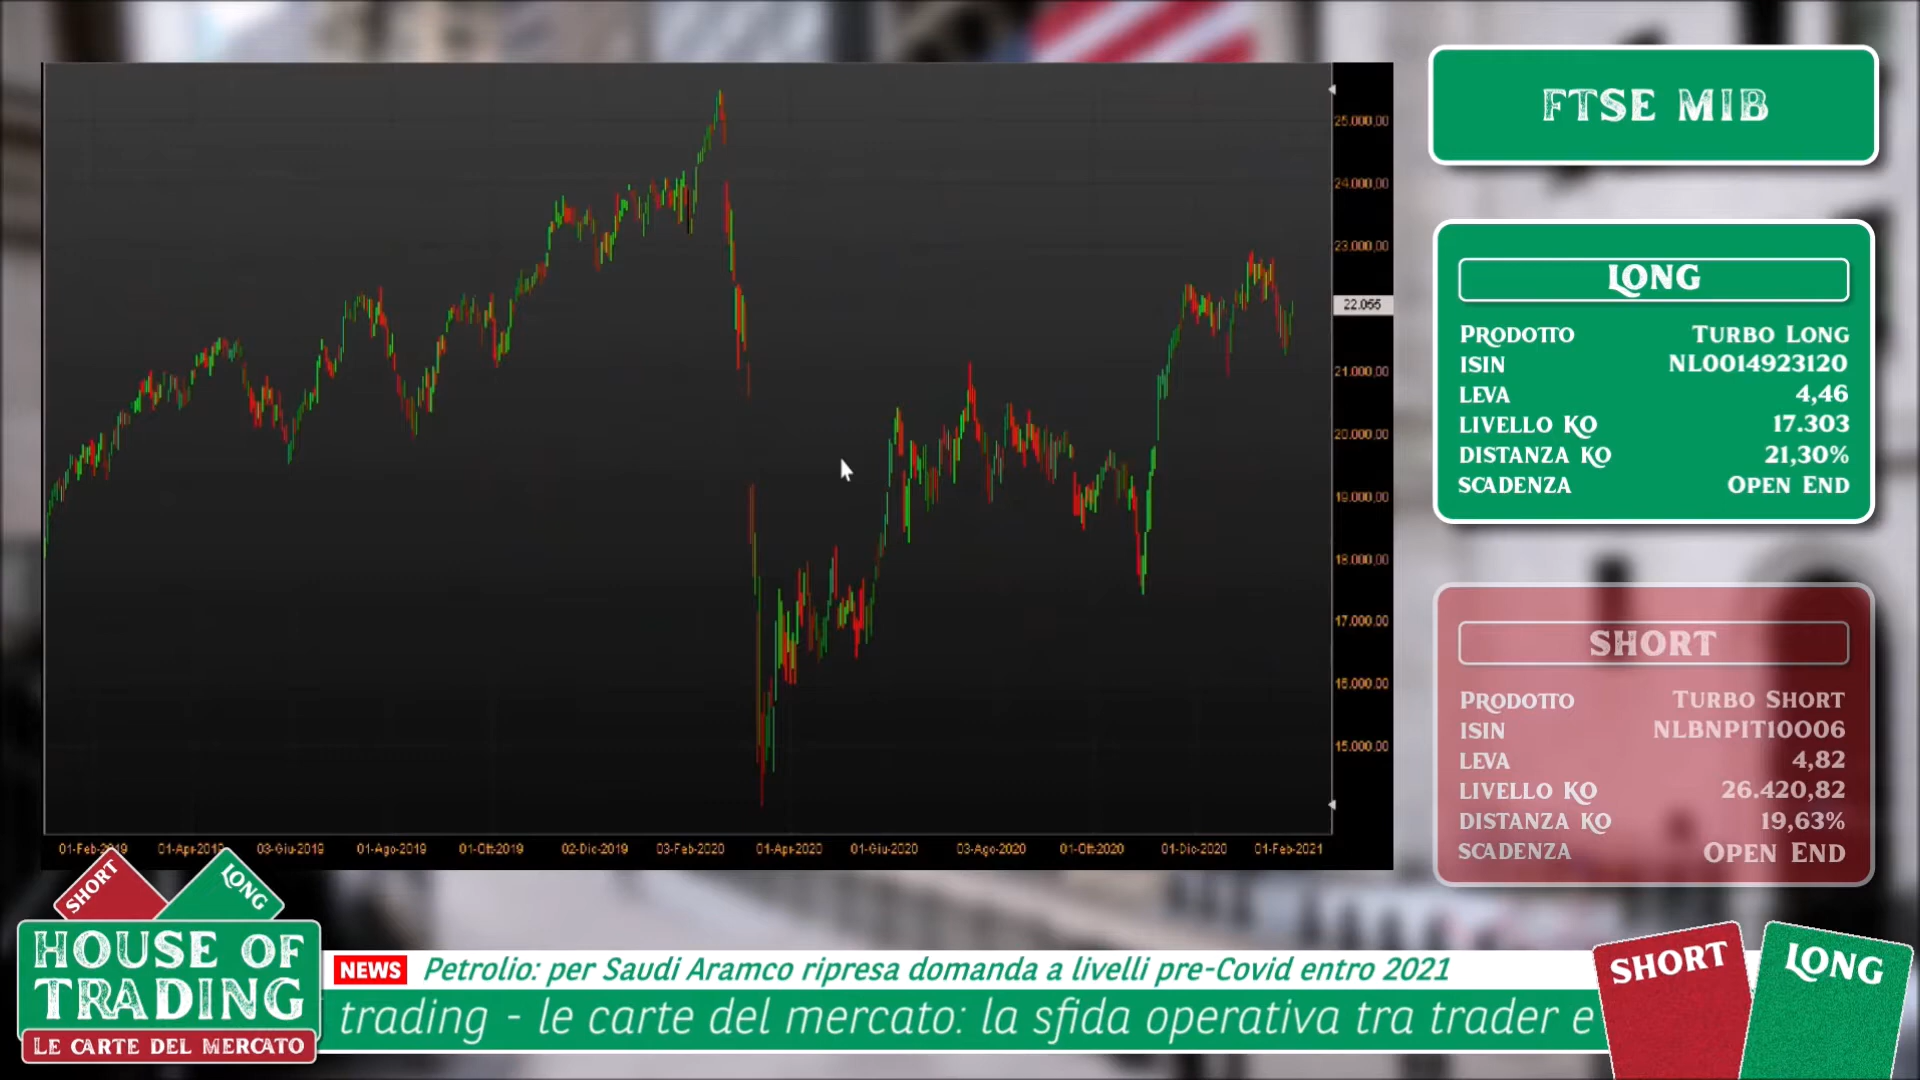 FTSE MIB
25.000,00
24.000,00
23.000,00
22.055
21.000,00
20.000,00
19.000,00
18.000,00
17.000,00
16.000,00
15.000,00
01-Feb-2019 01-Apr-2019 03-Giu-2019 01-Ago-2019 01-Ott-2019 02-Dic-2019 03-Feb-2020 01-Apr-2020 01-Giu-2020 03-Ago-2020 01-Ott-2020 01-Dic-2020 01-Feb-2021
LONG
PRODOTTO TURBO LONG
ISIN NL0014923120
LEVA 4,46
LIVELLO KO 17.303
DISTANZA KO 21,30%
SCADENZA OPEN END
SHORT
PRODOTTO TURBO SHORT
ISIN NLBNPIT10O06
LEVA 4,82
LIVELLO KO 26.420,82
DISTANZA KO 19,63%
SCADENZA OPEN END
SHORT LONG
HOUSE OF
TRADING
LE CARTE DEL MERCATO
NEWS Petrolio: per Saudi Aramco ripresa domanda a livelli pre-Covid entro 2021
trading - le carte del mercato: la sfida operativa tra trader e
SHORT LONG